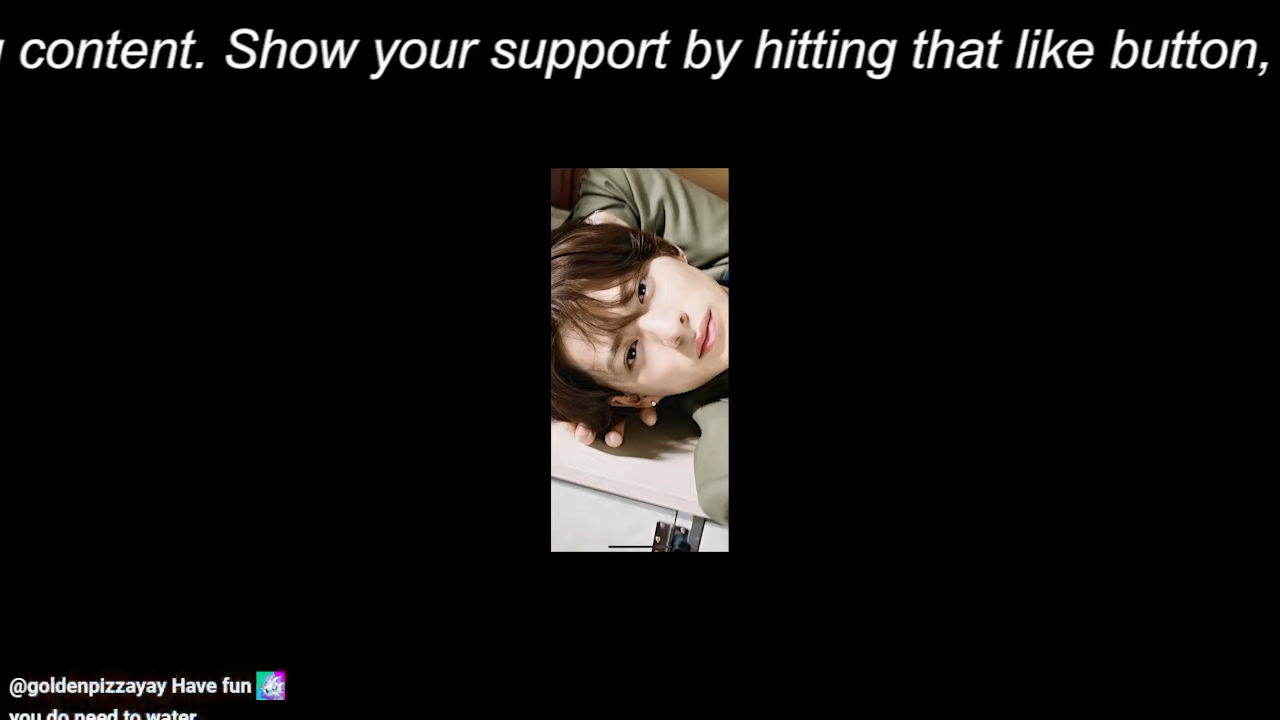 content. Show your support by hitting that like button,
@goldenpizzayay Have fun
you do need to water